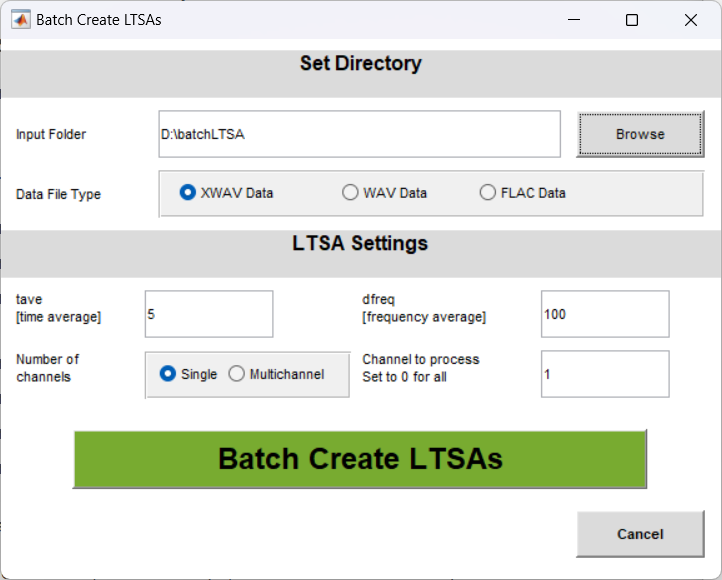 Batch Create LTSAs
Set Directory
Input Folder
D:\batchLTSA
Browse
Data File Type
XWAV Data
WAV Data
FLAC Data
LTSA Settings
tave
[time average]
5
dfreq
[frequency average]
100
Number of
channels
Single
Multichannel
Channel to process
Set to 0 for all
1
Batch Create LTSAs
Cancel